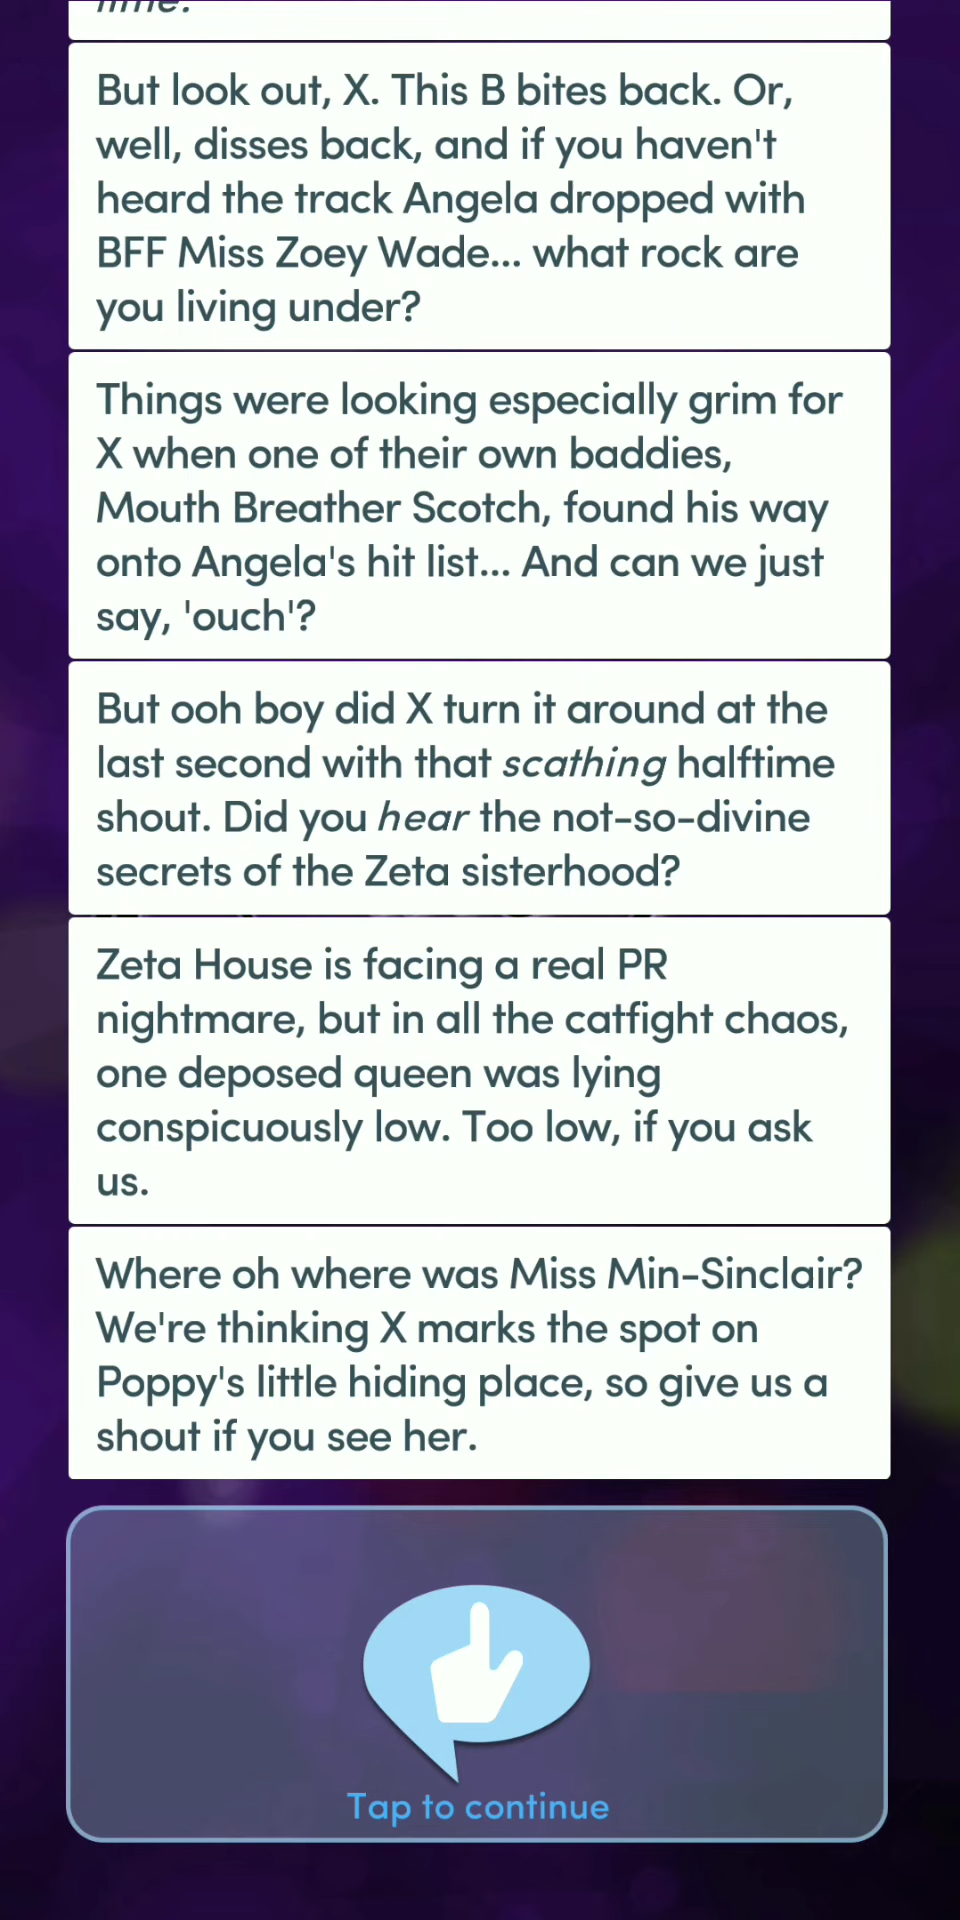 But look out, X. This B bites back. Or,
well, disses back, and if you haven't
heard the track Angela dropped with
BFF Miss Zoey Wade... what rock are
you living under?
Things were looking especially grim for
X when one of their own baddies,
Mouth Breather Scotch, found his way
onto Angela's hit list... And can we just
say, 'ouch'?
But ooh boy did X turn it around at the
last second with that scathing halftime
shout. Did you hear the not-so-divine
secrets of the Zeta sisterhood?
Zeta House is facing a real PR
nightmare, but in all the catfight chaos,
one deposed queen was lying
conspicuously low. Too low, if you ask
us.
Where oh where was Miss Min-Sinclair?
We're thinking X marks the spot on
Poppy's little hiding place, so give us a
shout if you see her.
Tap to continue